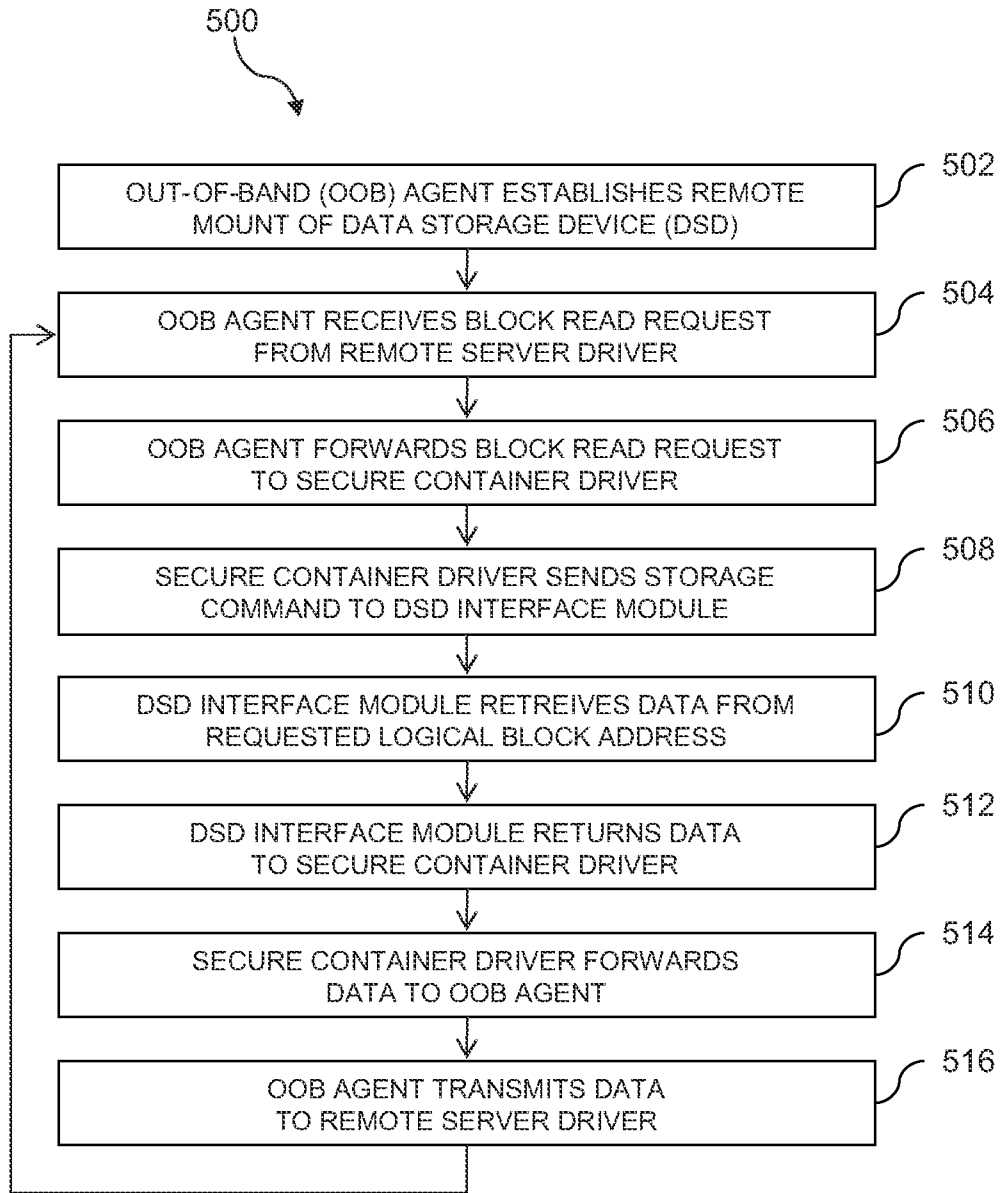 500
502
OUT-OF-BAND (OOB) AGENT ESTABLISHES REMOTE
MOUNT OF DATA STORAGE DEVICE (DSD)
504
OOB AGENT RECEIVES BLOCK READ REQUEST
FROM REMOTE SERVER DRIVER
506
OOB AGENT FORWARDS BLOCK READ REQUEST
TO SECURE CONTAINER DRIVER
508
SECURE CONTAINER DRIVER SENDS STORAGE
COMMAND TO DSD INTERFACE MODULE
510
DSD INTERFACE MODULE RETREIVES DATA FROM
REQUESTED LOGICAL BLOCK ADDRESS
512
DSD INTERFACE MODULE RETURNS DATA
TO SECURE CONTAINER DRIVER
514
SECURE CONTAINER DRIVER FORWARDS
DATA TO OOB AGENT
516
OOB AGENT TRANSMITS DATA
TO REMOTE SERVER DRIVER